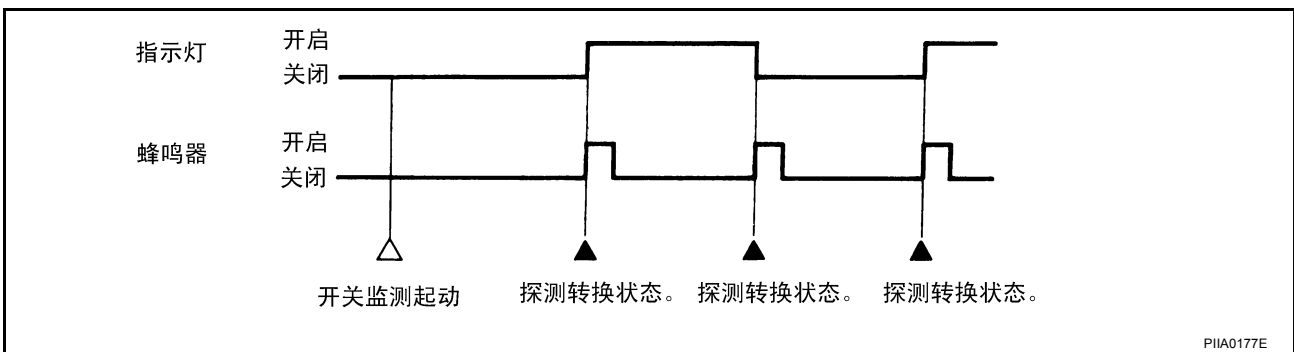 指示灯
开启
关闭
蜂鸣器
开启
关闭
开关监测起动
探测转换状态。
探测转换状态。
探测转换状态。
PIIA0177E